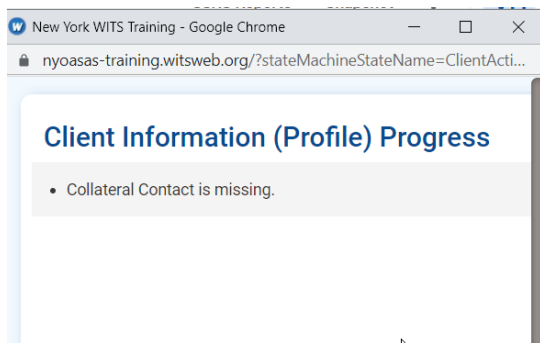 New York WITS Training - Google Chrome
nyoasas-training.witsweb.org/?stateMachineStateName=ClientActi...
Client Information (Profile) Progress
• Collateral Contact is missing.